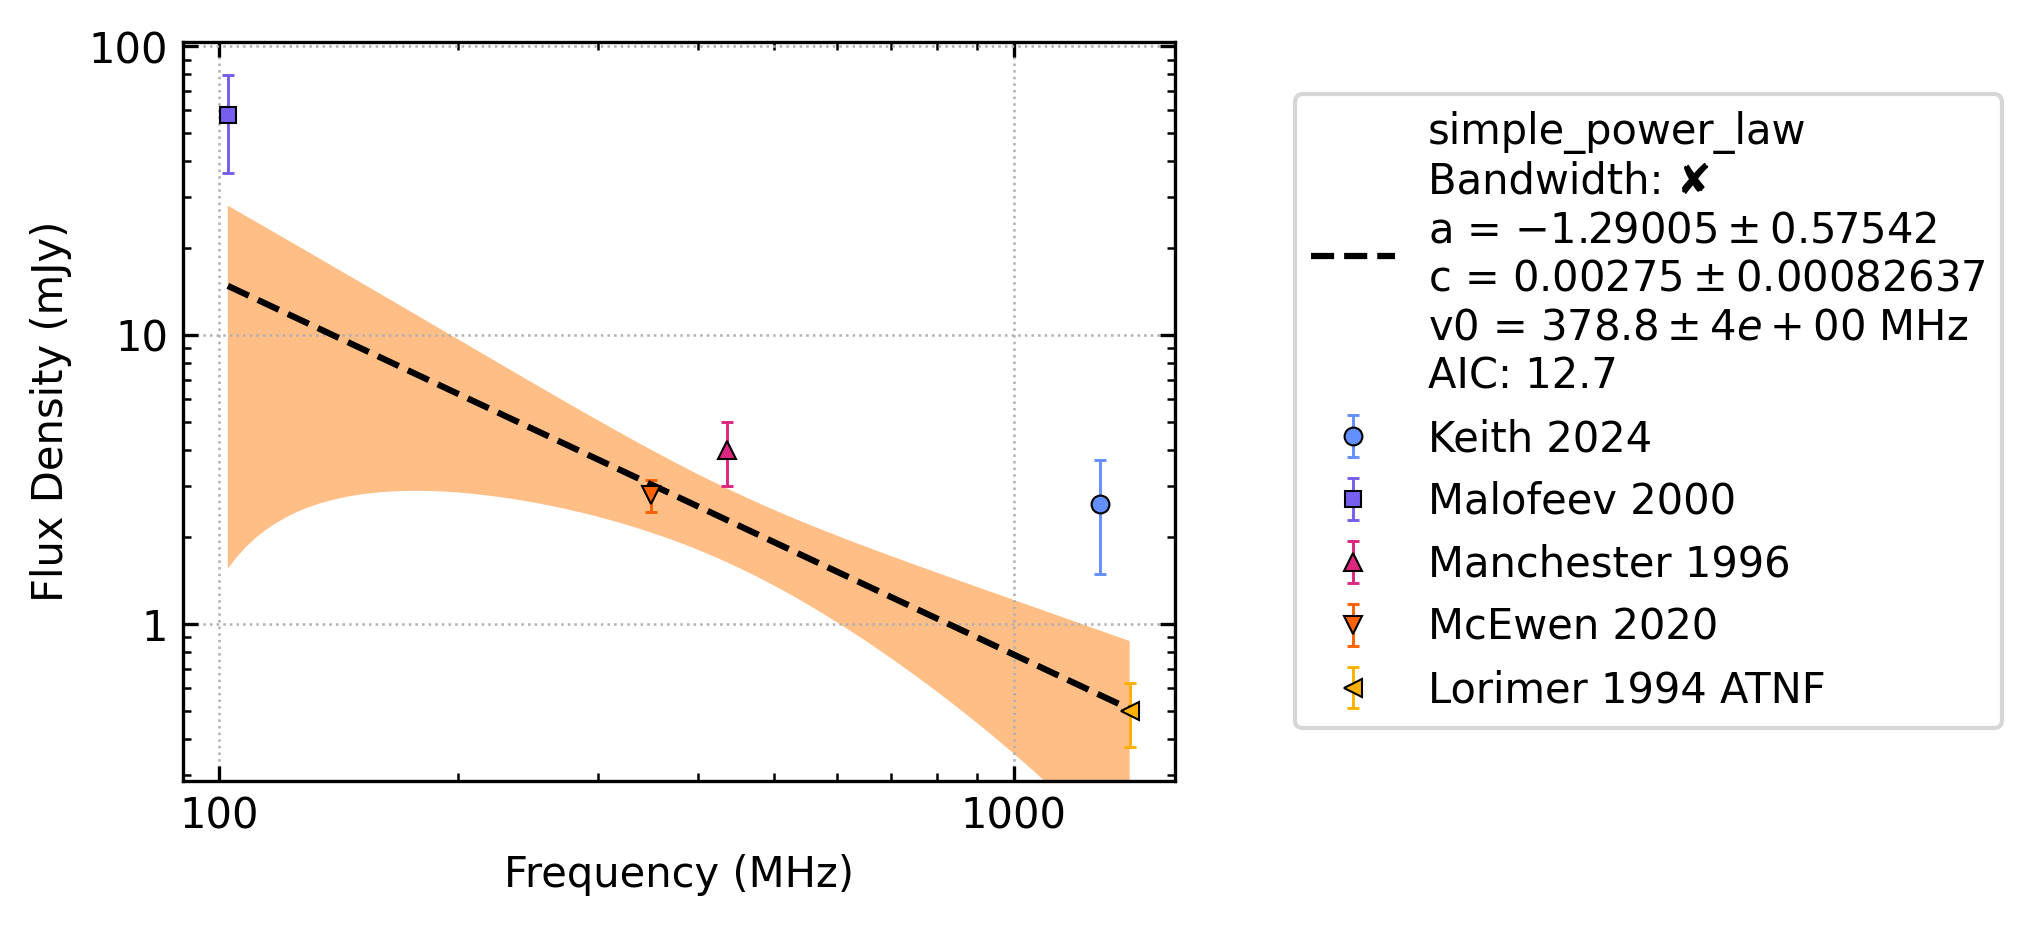 100
10
1
100
1000
Flux Density (mJy)
Frequency (MHz)
simple_power_law
Bandwidth: ✘
a = −1.29005 ± 0.57542
c = 0.00275 ± 0.00082637
v0 = 378.8 ± 4e + 00 MHz
AIC: 12.7
Keith 2024
Malofeev 2000
Manchester 1996
McEwen 2020
Lorimer 1994 ATNF